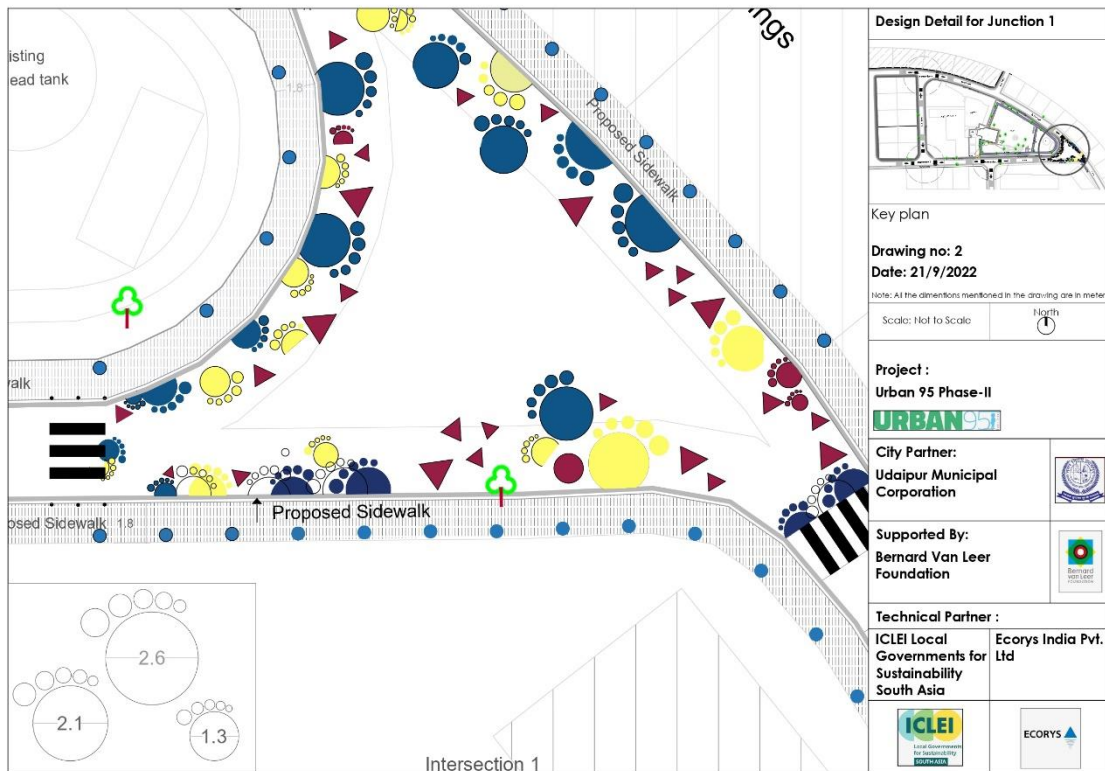 isting
ead tank
1.8
ngs
Proposed Sidewalk
valk
osed Sidewalk 1.8
Proposed Sidewalk
2.6
2.1
1.3
Intersection 1
Design Detail for Junction 1
Key plan
Drawing no: 2
Date: 21/9/2022
Note: All the dimentions mentioned in the drawing are in meter
Scale: Not to Scale
North
Project :
Urban 95 Phase-II
URBAN95
City Partner:
Udaipur Municipal
Corporation
Supported By:
Bernard Van Leer
Foundation
Bernard
van Leer
FOUNDATION
Technical Partner :
ICLEI Local
Governments for
Sustainability
South Asia
Ecorys India Pvt.
Ltd
ICLEI
Local Governments
for Sustainability
SOUTH ASIA
ECORYS